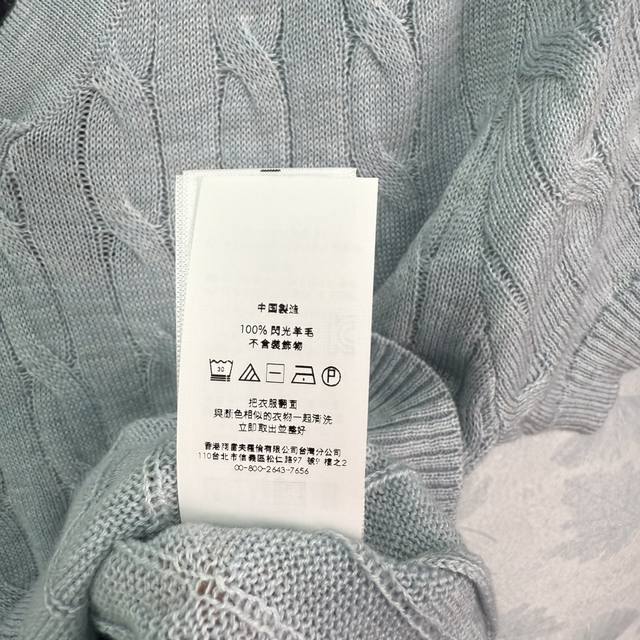 中国製造
100% 閃光羊毛
不含裝飾物
30
P
把衣服翻面
與顏色相似的衣物一起清洗
立即取出並整好
香港商雷夫羅倫有限公司台灣分公司
110台北市信義區松仁路97 號9 樓之2
00-800-2643-7656